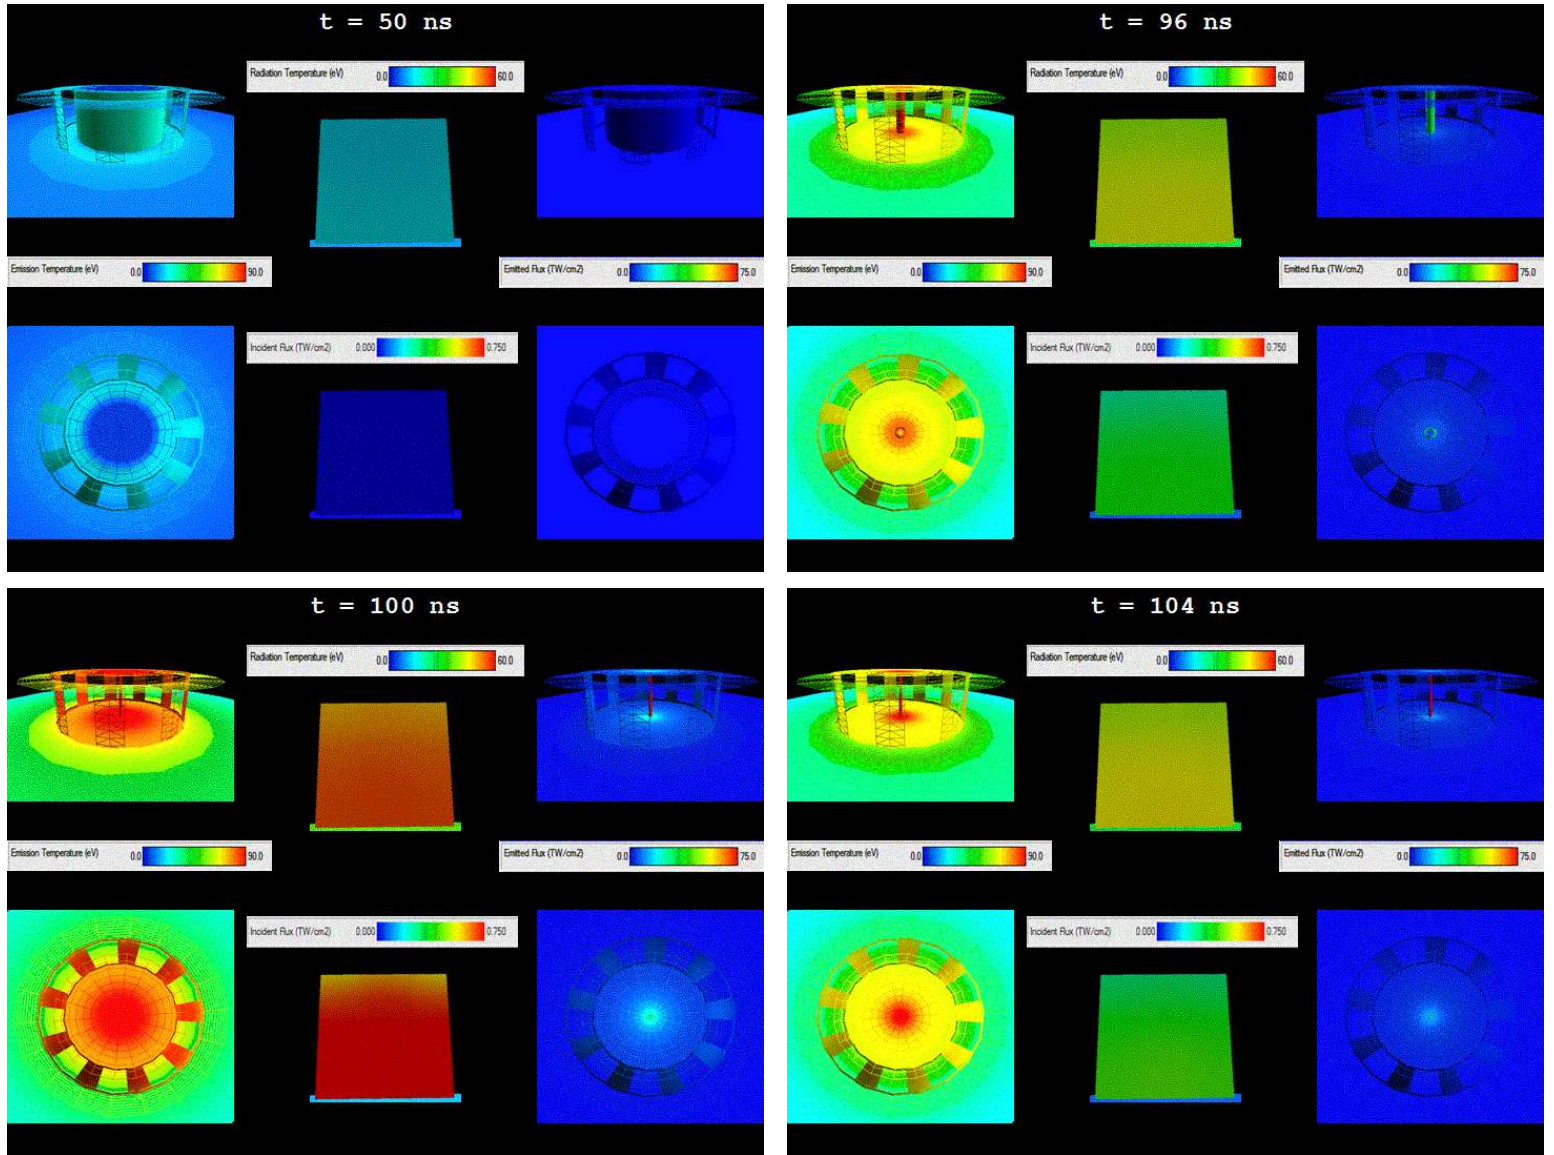 t = 50 ns
Radiation Temperature (eV) 0.0 60.0
Emission Temperature (eV) 0.0 90.0
Emitted Flux (TW/cm2) 0.0 75.0
Incident Flux (TW/cm2) 0.000 0.750
t = 96 ns
Radiation Temperature (eV) 0.0 60.0
Emission Temperature (eV) 0.0 90.0
Emitted Flux (TW/cm2) 0.0 75.0
Incident Flux (TW/cm2) 0.000 0.750
t = 100 ns
Radiation Temperature (eV) 0.0 60.0
Emission Temperature (eV) 0.0 90.0
Emitted Flux (TW/cm2) 0.0 75.0
Incident Flux (TW/cm2) 0.000 0.750
t = 104 ns
Radiation Temperature (eV) 0.0 60.0
Emission Temperature (eV) 0.0 90.0
Emitted Flux (TW/cm2) 0.0 75.0
Incident Flux (TW/cm2) 0.000 0.750